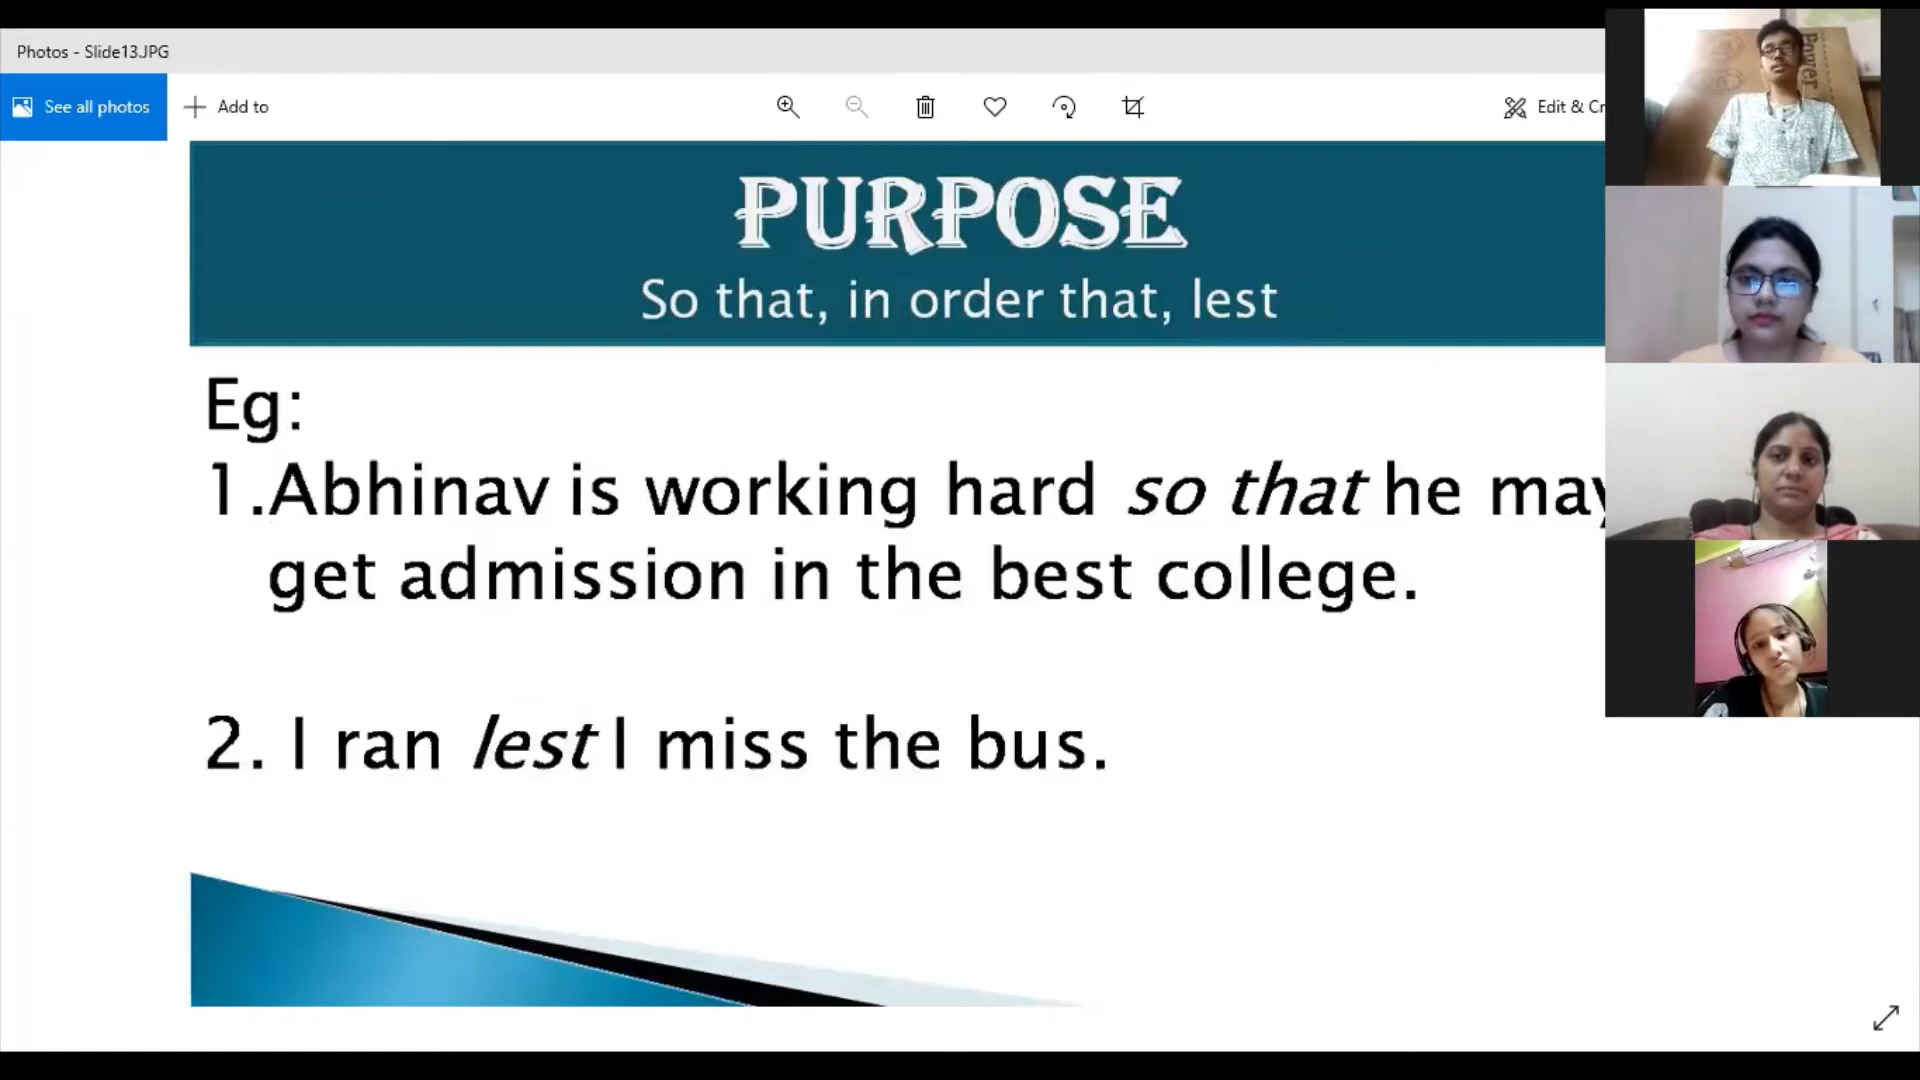 Photos - Slide13.JPG
See all photos
Add to
Edit & Cr
PURPOSE
So that, in order that, lest
Eg:
1.Abhinav is working hard so that he may
get admission in the best college.
2. I ran lest I miss the bus.
Power